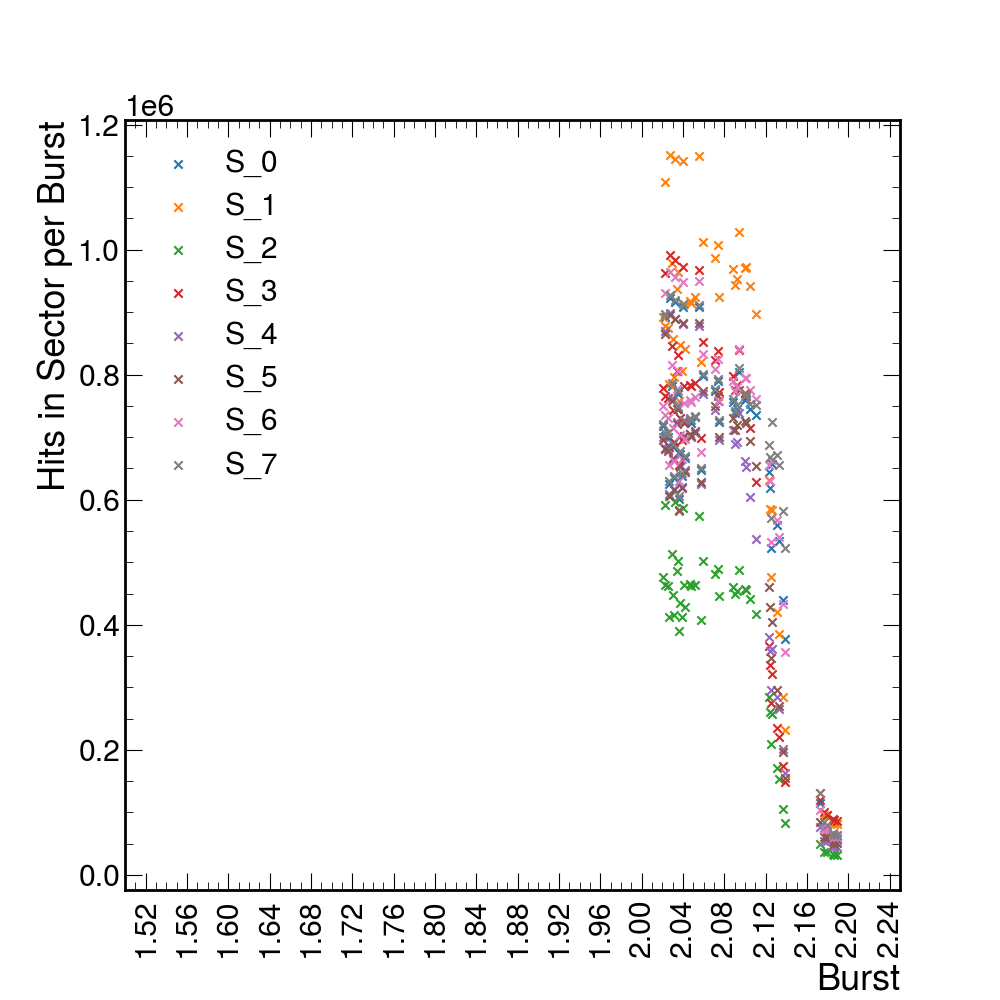 1e6
Hits in Sector per Burst
1.2
1.0
0.8
0.6
0.4
0.2
0.0
S_0
S_1
S_2
S_3
S_4
S_5
S_6
S_7
1.52 1.56 1.60 1.64 1.68 1.72 1.76 1.80 1.84 1.88 1.92 1.96 2.00 2.04 2.08 2.12 2.16 2.20 2.24
Burst